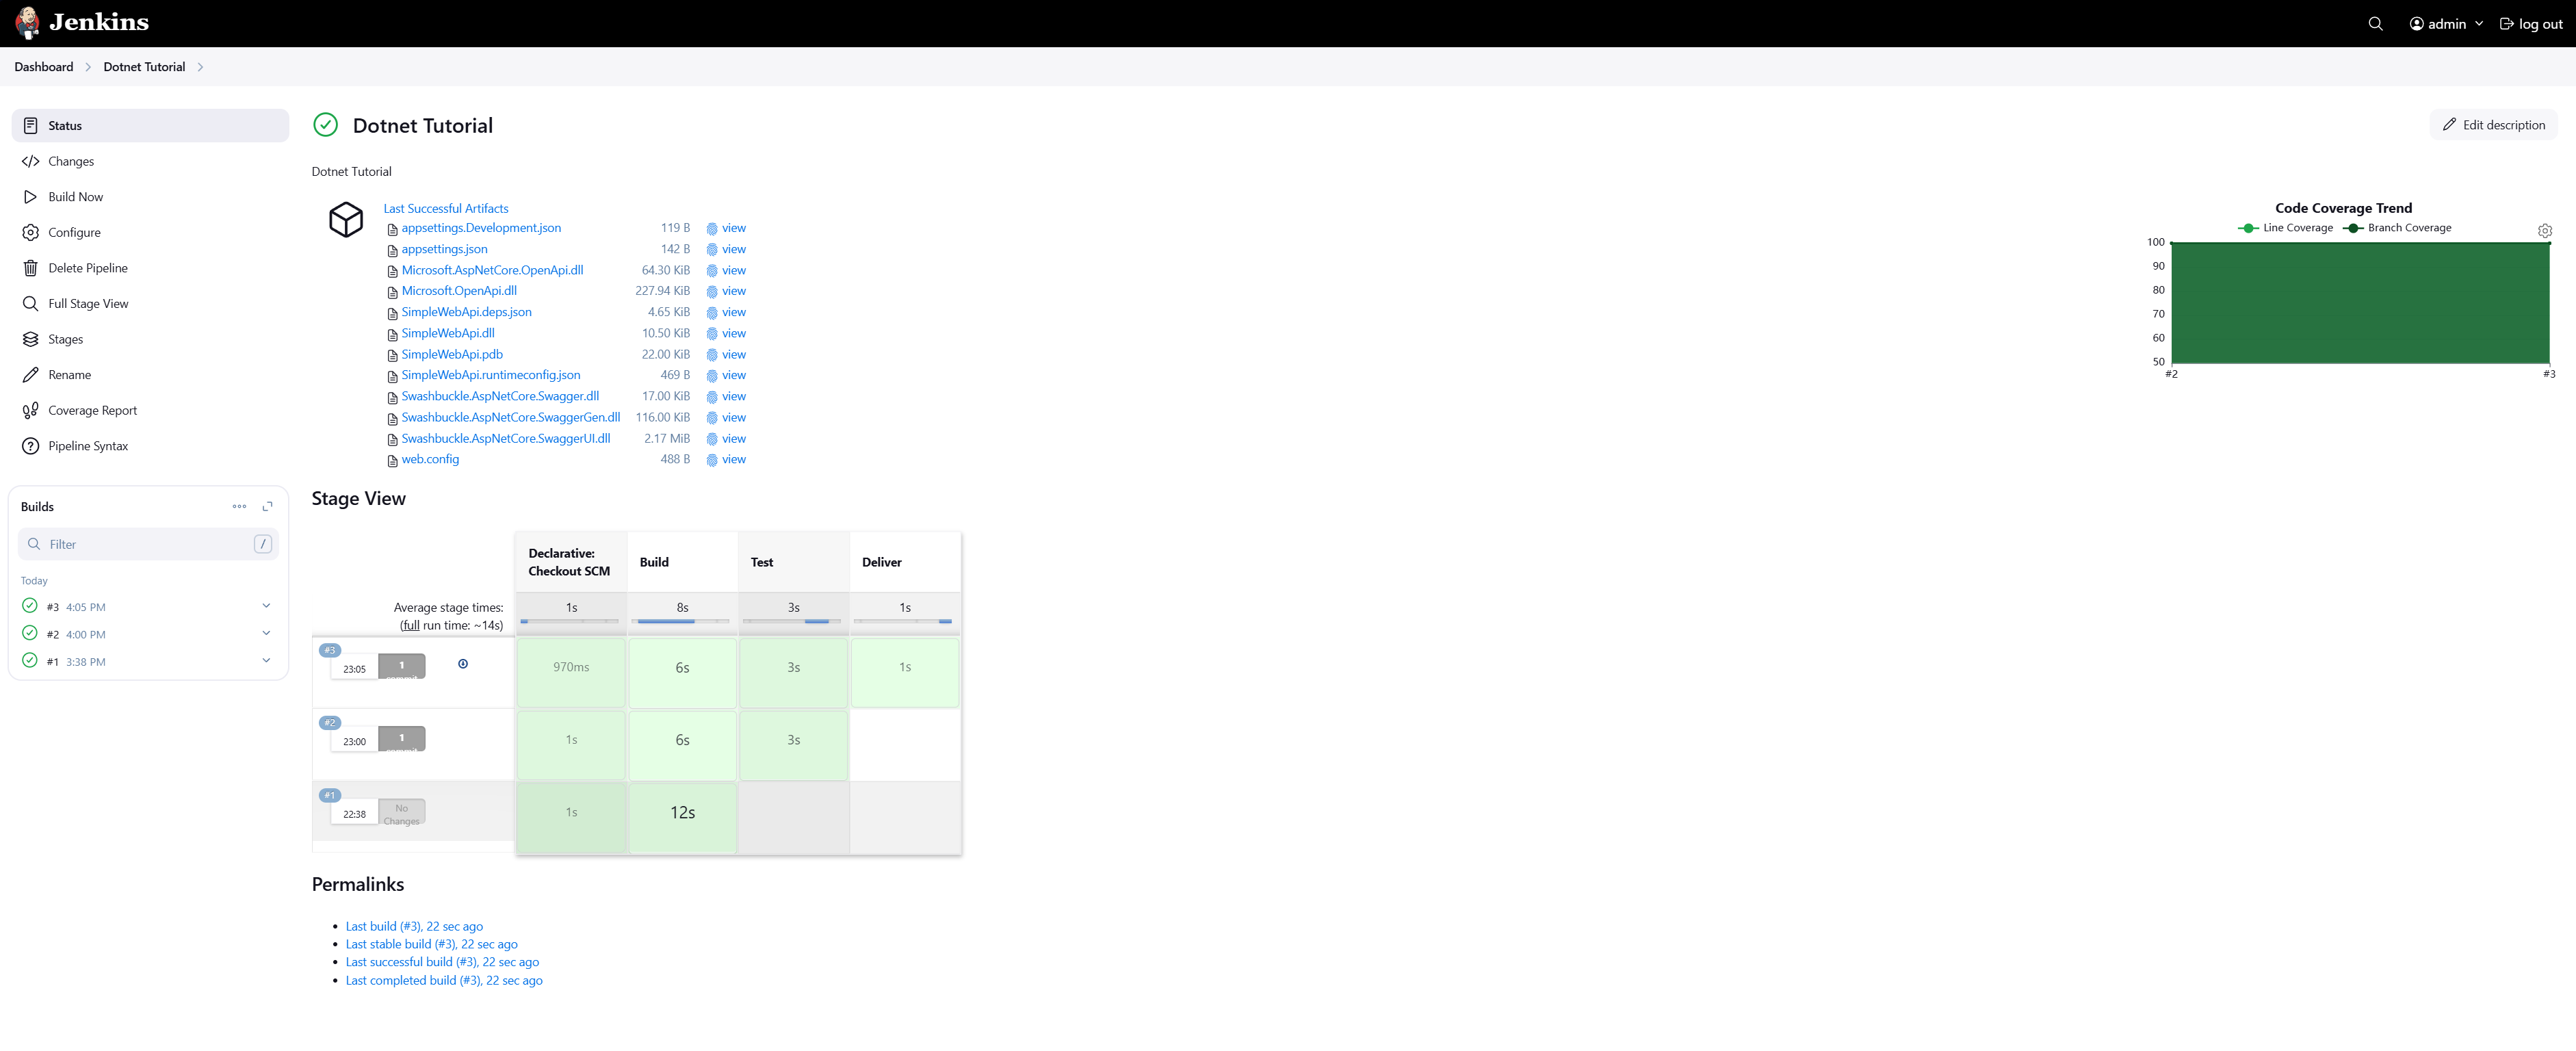 Jenkins
admin
log out
Dashboard
Dotnet Tutorial
Status
Changes
Build Now
Configure
Delete Pipeline
Full Stage View
Stages
Rename
Coverage Report
Pipeline Syntax
Builds
Filter /
Today
#3 4:05 PM
#2 4:00 PM
#1 3:38 PM
Dotnet Tutorial
Edit description
Dotnet Tutorial
Last Successful Artifacts
appsettings.Development.json 119 B view
appsettings.json 142 B view
Microsoft.AspNetCore.OpenApi.dll 64.30 KiB view
Microsoft.OpenApi.dll 227.94 KiB view
SimpleWebApi.deps.json 4.65 KiB view
SimpleWebApi.dll 10.50 KiB view
SimpleWebApi.pdb 22.00 KiB view
SimpleWebApi.runtimeconfig.json 469 B view
Swashbuckle.AspNetCore.Swagger.dll 17.00 KiB view
Swashbuckle.AspNetCore.SwaggerGen.dll 116.00 KiB view
Swashbuckle.AspNetCore.SwaggerUI.dll 2.17 MiB view
web.config 488 B view
Code Coverage Trend
Line Coverage Branch Coverage
100
90
80
70
60
50
#2 #3
Stage View
Declarative:
Checkout SCM
Build
Test
Deliver
Average stage times:
(full run time: ~14s)
1s 8s 3s 1s
#3
23:05 1
970ms 6s 3s 1s
#2
23:00 1
1s 6s 3s
#1
22:38 No
Changes
1s 12s
Permalinks
Last build (#3), 22 sec ago
Last stable build (#3), 22 sec ago
Last successful build (#3), 22 sec ago
Last completed build (#3), 22 sec ago